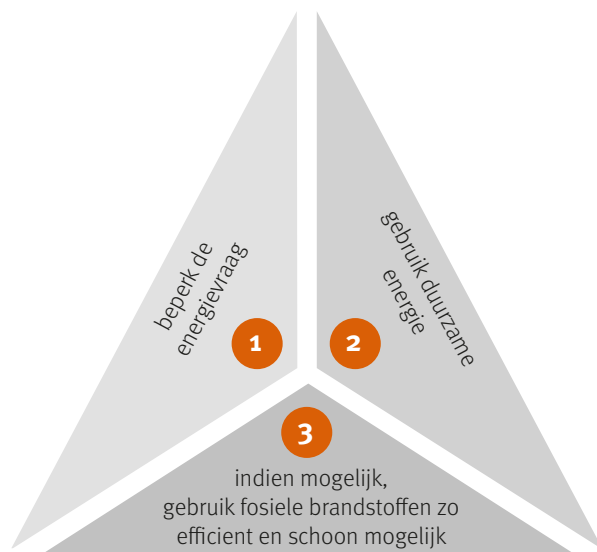 beperk de
energievraag
1
gebruik duurzame
energie
2
3
indien mogelijk,
gebruik fosiele brandstoffen zo
efficient en schoon mogelijk